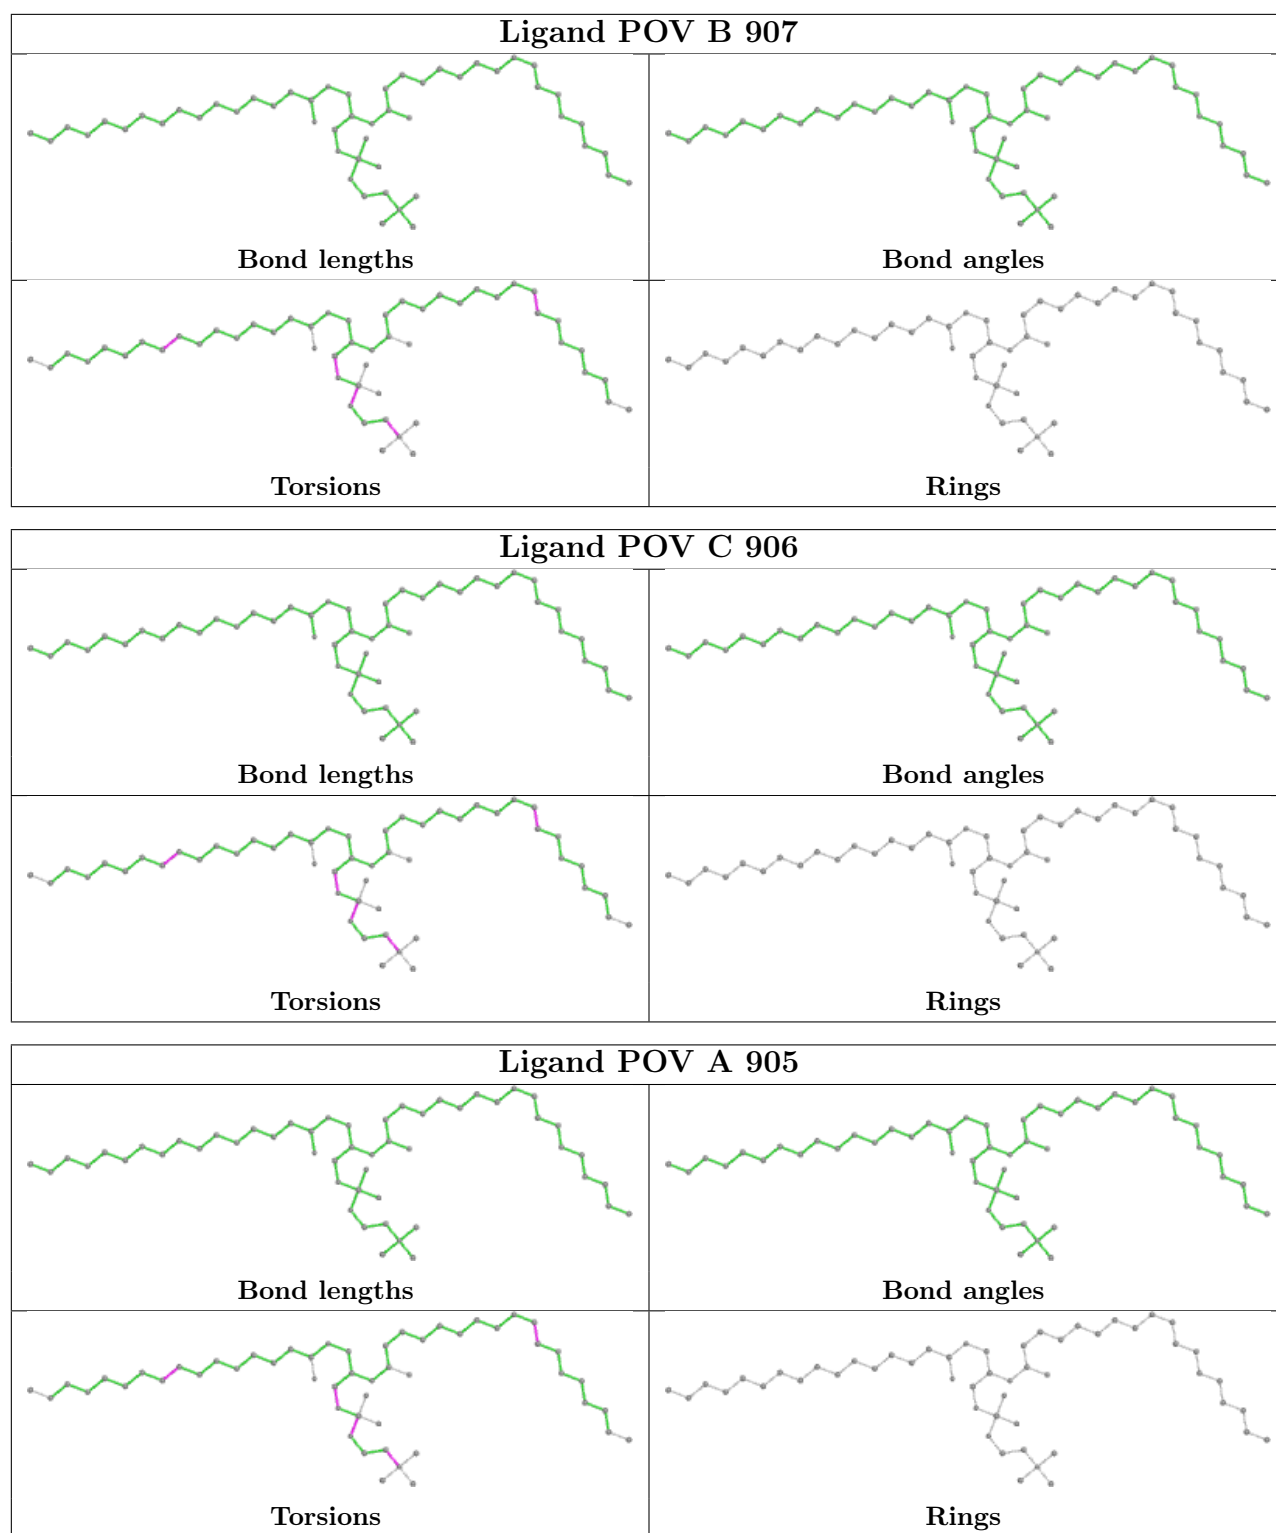 Ligand POV B 907
Bond lengths
Bond angles
Torsions
Rings
Ligand POV C 906
Bond lengths
Bond angles
Torsions
Rings
Ligand POV A 905
Bond lengths
Bond angles
Torsions
Rings